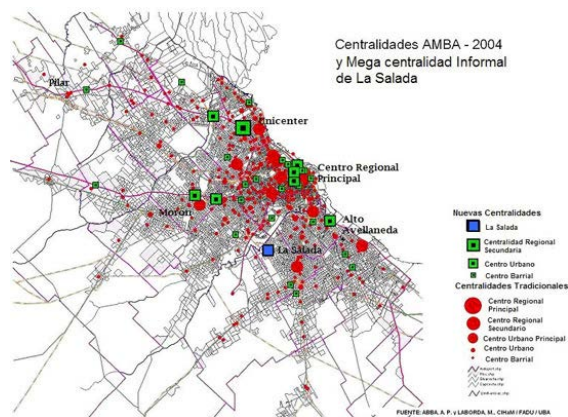 Centralidades AMBA - 2004
y Mega centralidad Informal
de La Salada
Pilar
Unicenter
Centro Regional
Principal
Morón
Alto
Avellaneda
La Salada
Nuevas Centralidades
La Salada
Centralidad Regional
Secundaria
Centro Urbano
Centro Barrial
Centralidades Tradicionales
Centro Regional
Principal
Centro Regional
Secundario
Centro Urbano Principal
Centro Urbano
Centro Barrial
FUENTE: ABBA, A. P. y LABORDA, M., CIHaM / FADU / UBA